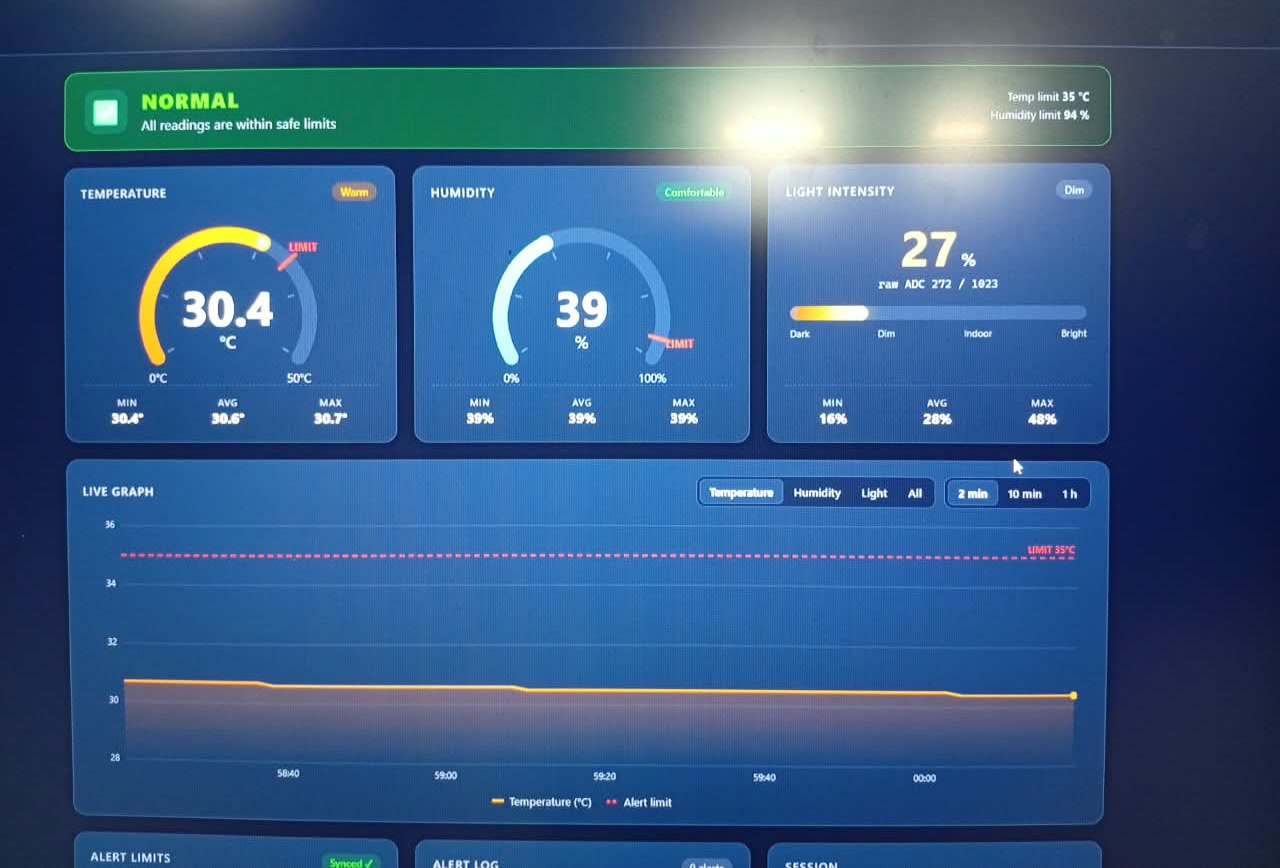 NORMAL
All readings are within safe limits
Temp limit 35 °C
Humidity limit 94 %
TEMPERATURE
Warm
LIMIT
30.4
°C
0°C 50°C
MIN AVG MAX
30.4° 30.6° 30.7°
HUMIDITY
Comfortable
39
%
LIMIT
0% 100%
MIN AVG MAX
39% 39% 39%
LIGHT INTENSITY
Dim
27 %
raw ADC 272 / 1023
Dark Dim Indoor Bright
MIN AVG MAX
16% 28% 48%
LIVE GRAPH
Temperature Humidity Light All
2 min 10 min 1 h
36
LIMIT 35°C
34
32
30
28
58:40 59:00 59:20 59:40 00:00
Temperature (°C) Alert limit
ALERT LIMITS
Synced ✓
ALERT LOG
0 alerts
SESSION